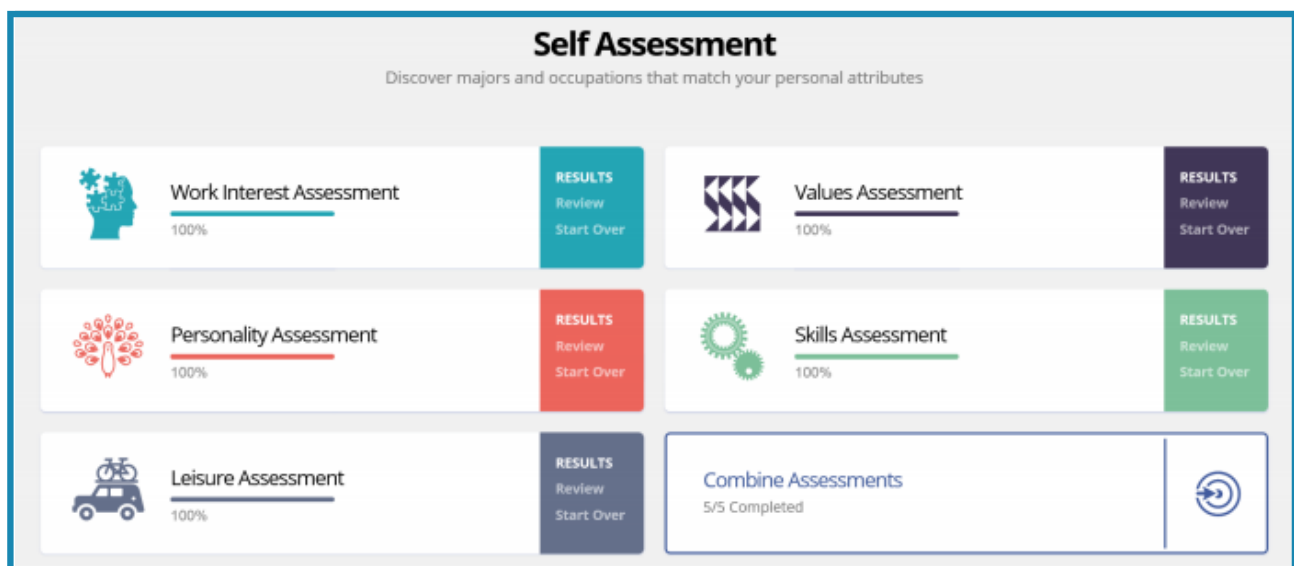 Self Assessment
Discover majors and occupations that match your personal attributes
Work Interest Assessment
100%
RESULTS
Review
Start Over
Values Assessment
100%
RESULTS
Review
Start Over
Personality Assessment
100%
RESULTS
Review
Start Over
Skills Assessment
100%
RESULTS
Review
Start Over
Leisure Assessment
100%
RESULTS
Review
Start Over
Combine Assessments
5/5 Completed